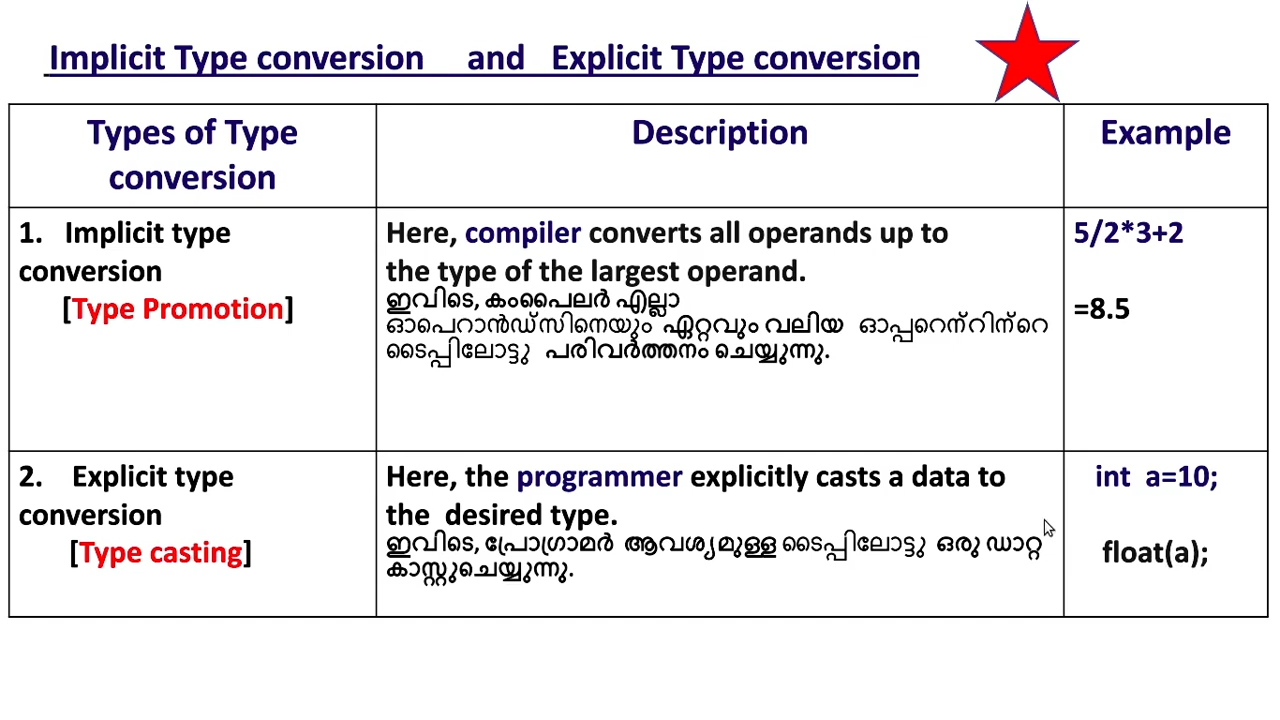 Implicit Type conversion and Explicit Type conversion
Types of Type
conversion
Description
Example
1. Implicit type
conversion
[Type Promotion]
Here, compiler converts all operands up to
the type of the largest operand.
ഇവിടെ, കംപൈലർ എല്ലാ
ഓപെറാൻഡ്സിനെയും ഏറ്റവും വലിയ ഓപ്പറെന്റിന്റെ
ടൈപ്പിലോട്ടു പരിവർത്തനം ചെയ്യുന്നു.
5/2*3+2
=8.5
2. Explicit type
conversion
[Type casting]
Here, the programmer explicitly casts a data to
the desired type.
ഇവിടെ, പ്രോഗ്രാമർ ആവശ്യമുള്ള ടൈപ്പിലോട്ടു ഒരു ഡാറ്റ
കാസ്റ്റുചെയ്യുന്നു.
int a=10;
float(a);